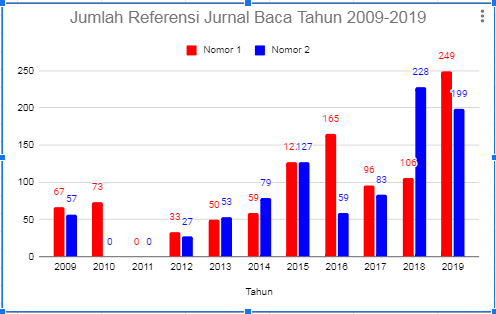 Jumlah Referensi Jurnal Baca Tahun 2009-2019
Nomor 1 Nomor 2
250
200
150
100
50
0
67 57 73 0 0 0 33 27 50 53 59 79 127 165 59 96 83 106 228 249 199
2009 2010 2011 2012 2013 2014 2015 2016 2017 2018 2019
Tahun